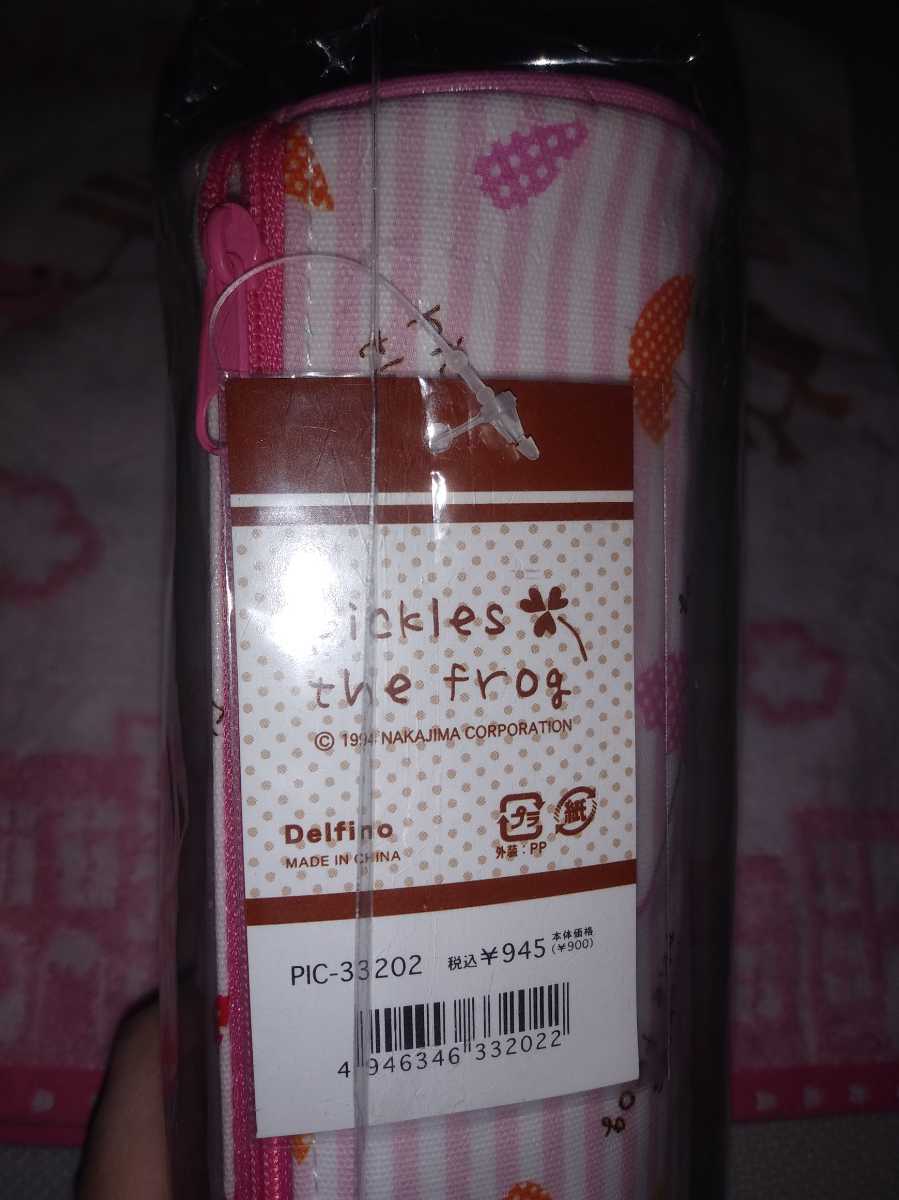 pickles
the frog
© 1994 NAKAJIMA CORPORATION
プラ
紙
外装：PP
Delfino
MADE IN CHINA
PIC-33202 税込￥945 本体価格
(￥900)
4 946346 332022